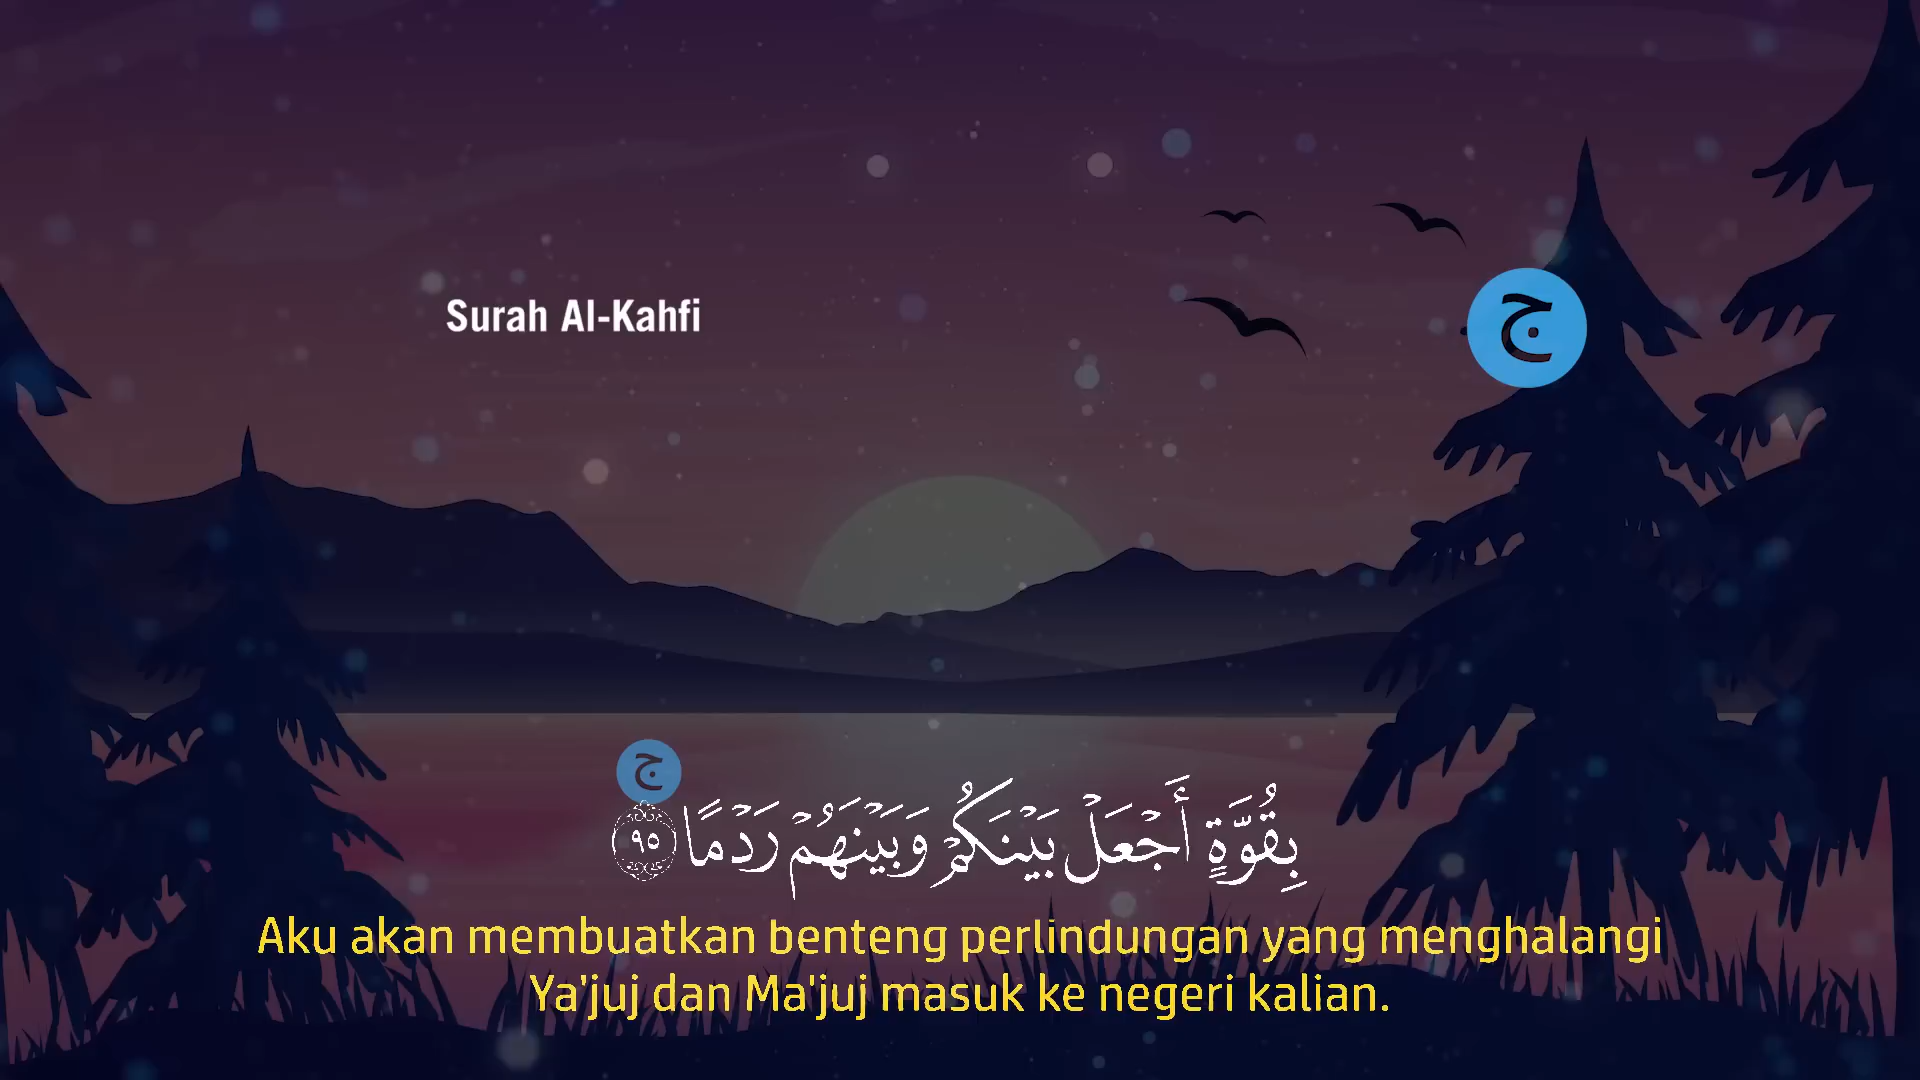 Surah Al-Kahfi
ج
ج
بِقُوَّةٍ أَجْعَلْ بَيْنَكُمْ وَبَيْنَهُمْ رَدْمًا ٩٥
Aku akan membuatkan benteng perlindungan yang menghalangi
Ya'juj dan Ma'juj masuk ke negeri kalian.